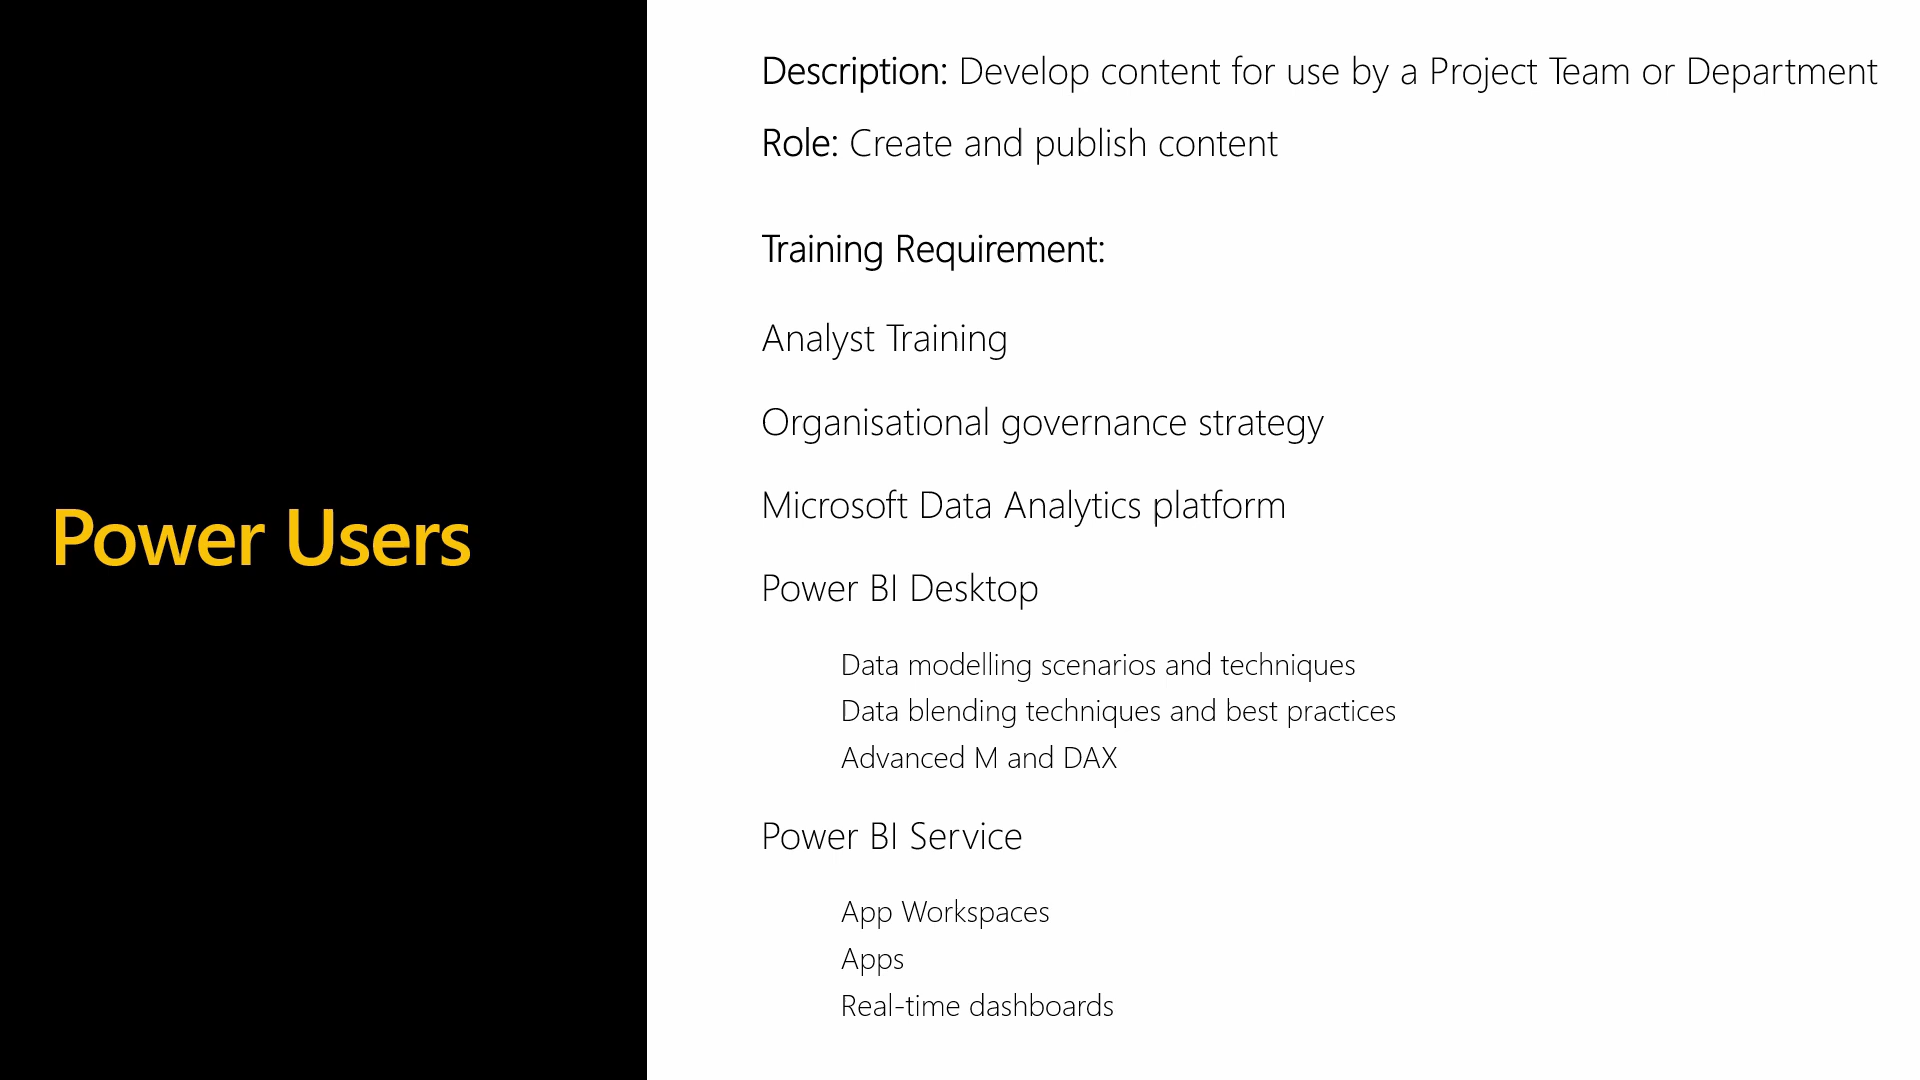 Power Users
Description: Develop content for use by a Project Team or Department
Role: Create and publish content
Training Requirement:
Analyst Training
Organisational governance strategy
Microsoft Data Analytics platform
Power BI Desktop
Data modelling scenarios and techniques
Data blending techniques and best practices
Advanced M and DAX
Power BI Service
App Workspaces
Apps
Real-time dashboards